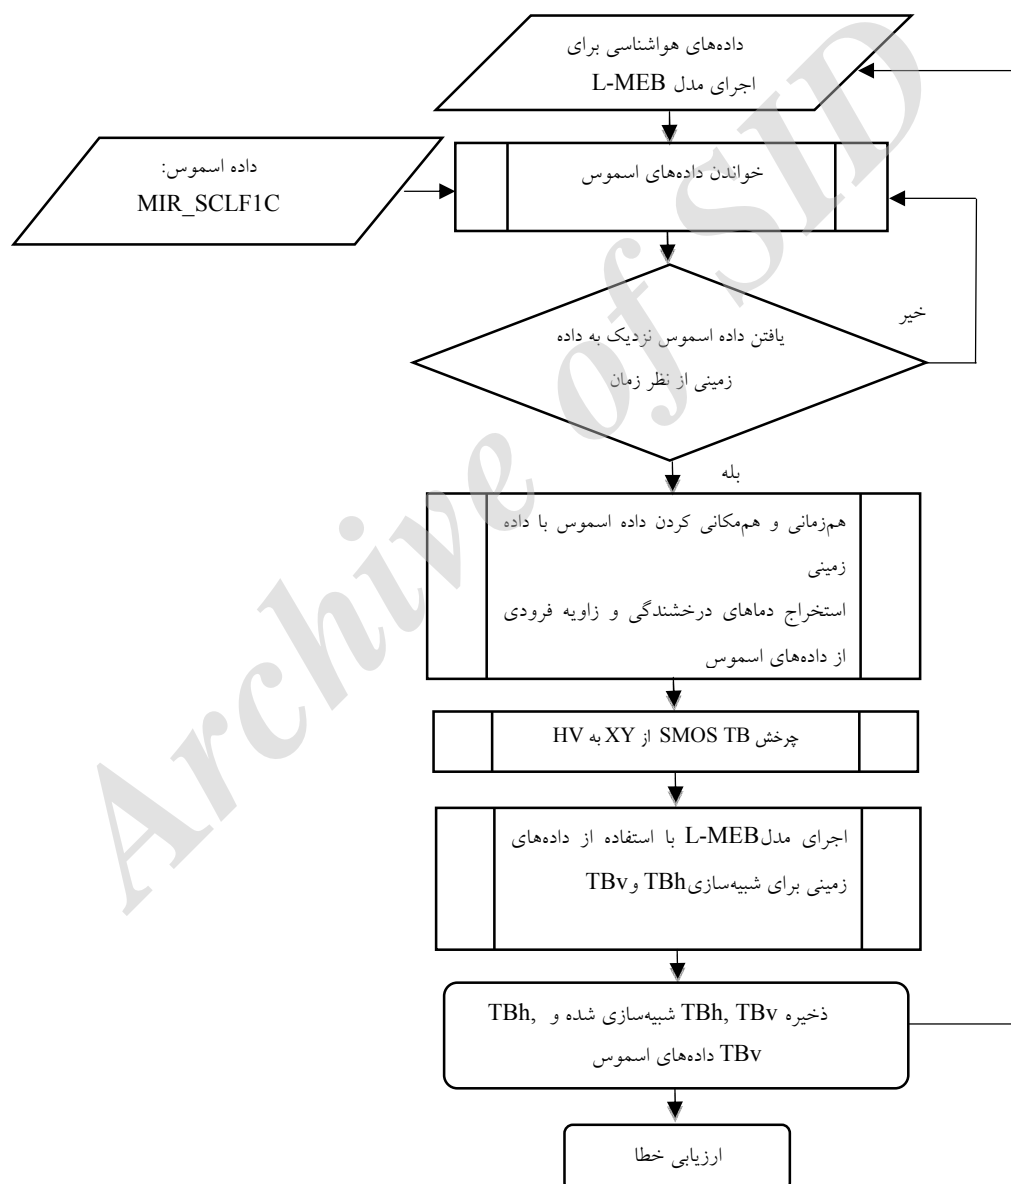 داده‌های هواشناسی برای
اجرای مدل L-MEB
داده اسموس:
MIR_SCLF1C
خواندن داده‌های اسموس
خیر
یافتن داده اسموس نزدیک به داده
زمینی از نظر زمان
بله
هم‌زمانی و هم‌مکانی کردن داده اسموس با داده
زمینی
استخراج دماهای درخشندگی و زاویه فرودی
از داده‌های اسموس
چرخش SMOS TB از XY به HV
اجرای مدلL-MEB با استفاده از داده‌های
زمینی برای شبیه‌سازیTBh وTBv
ذخیره TBh, TBv شبیه‌سازی شده و TBh,
TBv داده‌های اسموس
ارزیابی خطا
Archive of SID